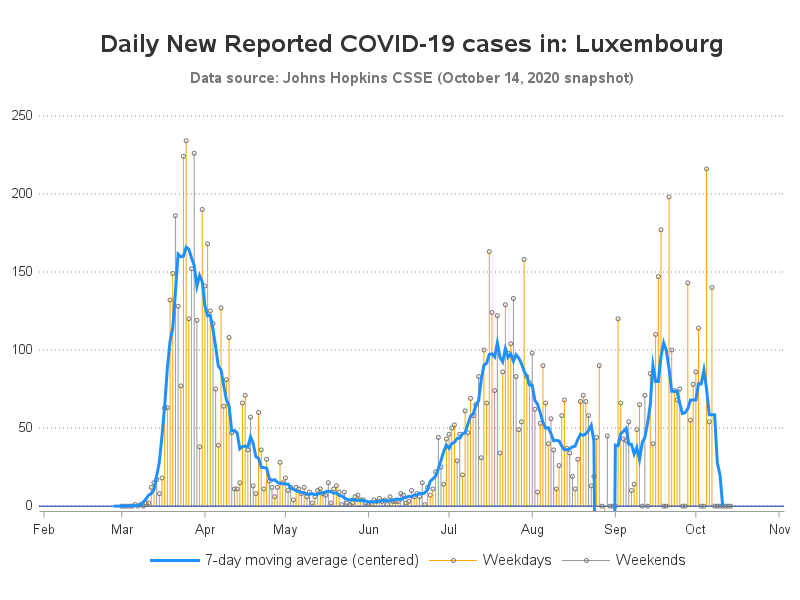 Daily New Reported COVID-19 cases in: Luxembourg
Data source: Johns Hopkins CSSE (October 14, 2020 snapshot)
250
200
150
100
50
0
Feb Mar Apr May Jun Jul Aug Sep Oct Nov
7-day moving average (centered) Weekdays Weekends